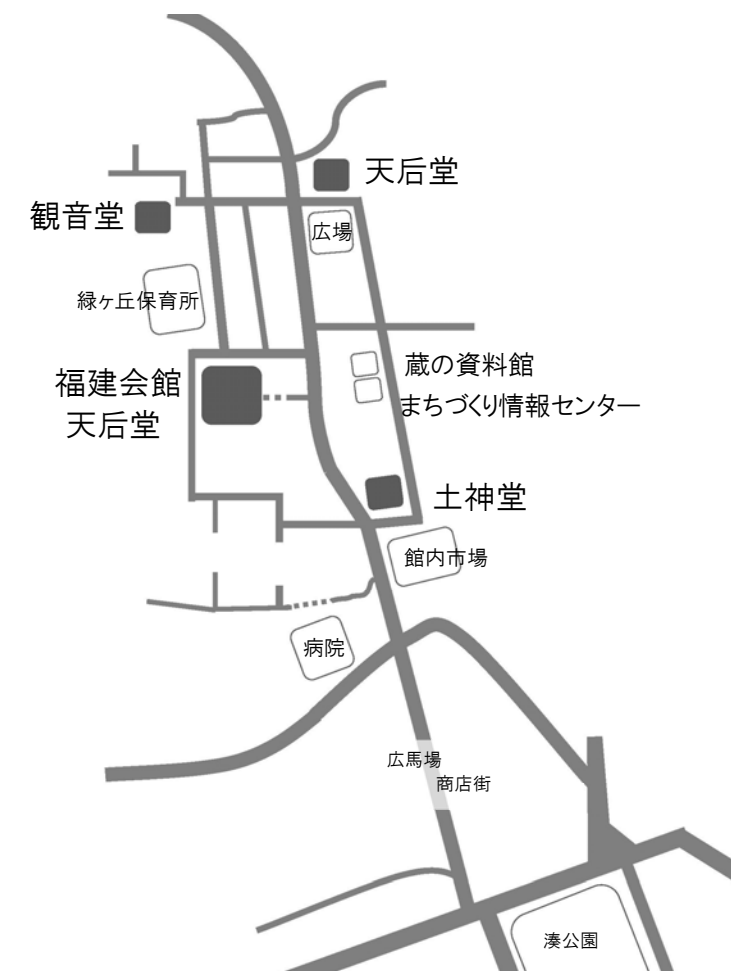 天后堂
観音堂
広場
緑ヶ丘保育所
蔵の資料館
まちづくり情報センター
福建会館
天后堂
土神堂
館内市場
病院
広馬場
商店街
湊公園